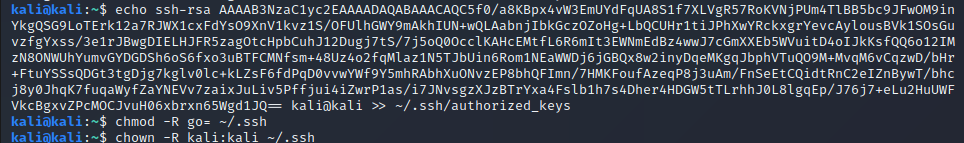 kali@kali:~$ echo ssh-rsa AAAAB3NzaC1yc2EAAAADAQABAAACAQC5f0/a8KBpx4vW3EmUYdFqUA8S1f7XLVgR57RoKVNjPUm4TlBB5bc9JFwOM9in
YkgQSG9LoTErk12a7RJWX1cxFdYsO9XnV1kvz1S/OFUlhGWY9mAkhIUN+wQLAabnjIbkGczOZoHg+LbQCUHr1tiJPhXwYRckxgrYevcAylousBVk1SOsGu
vzfgYxss/3e1rJBwgDIELHJFR5zagOtcHpbCuhJ12Dugj7tS/7j5oQ0OcclKAHcEMtfL6R6mIt3EWNmEdBz4wwJ7cGmXXEb5WVuitD4oIJkKsfQQ6o12IM
zN8ONWUhYumvGYDGDSh6oS6fxo3uBTFCMNfsm+48Uz4o2fqMlaz1N5TJbUin6Rom1NEaWWDj6jGBQx8w2inyDqeMKgqJbphVTuQO9M+MvqM6vCqzwD/bHr
+FtuYSSsQDGt3tgDjg7kglv0lc+kLZsF6fdPqD0vvwYWf9Y5mhRAbhXuONvzEP8bhQFImn/7HMKFoufAzeqP8j3uAm/FnSeEtCQidtRnC2eIZnBywT/bhc
j8y0JhqK7fuqaWyfZaYNEVv7zaixJuLiv5Pffjui4iZwrP1as/i7JNvsgzXJzBTrYxa4Fslb1h7s4Dher4HDGW5tTLrhhJ0L8lgqEp/J76j7+eLu2HuUWF
VkcBgxvZPcMOCJvuH06xbrxn65Wgd1JQ== kali@kali >> ~/.ssh/authorized_keys
kali@kali:~$ chmod -R go= ~/.ssh
kali@kali:~$ chown -R kali:kali ~/.ssh